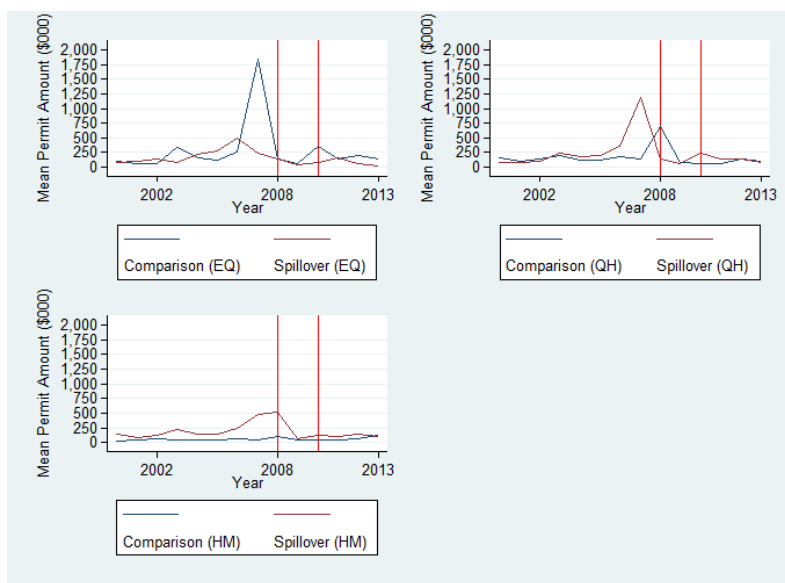 Mean Permit Amount ($000)
2,000
1,750
1,500
1,250
1,000
750
500
250
0
2002 2008 2013
Year
Comparison (EQ) Spillover (EQ)
Mean Permit Amount ($000)
2,000
1,750
1,500
1,250
1,000
750
500
250
0
2002 2008 2013
Year
Comparison (QH) Spillover (QH)
Mean Permit Amount ($000)
2,000
1,750
1,500
1,250
1,000
750
500
250
0
2002 2008 2013
Year
Comparison (HM) Spillover (HM)